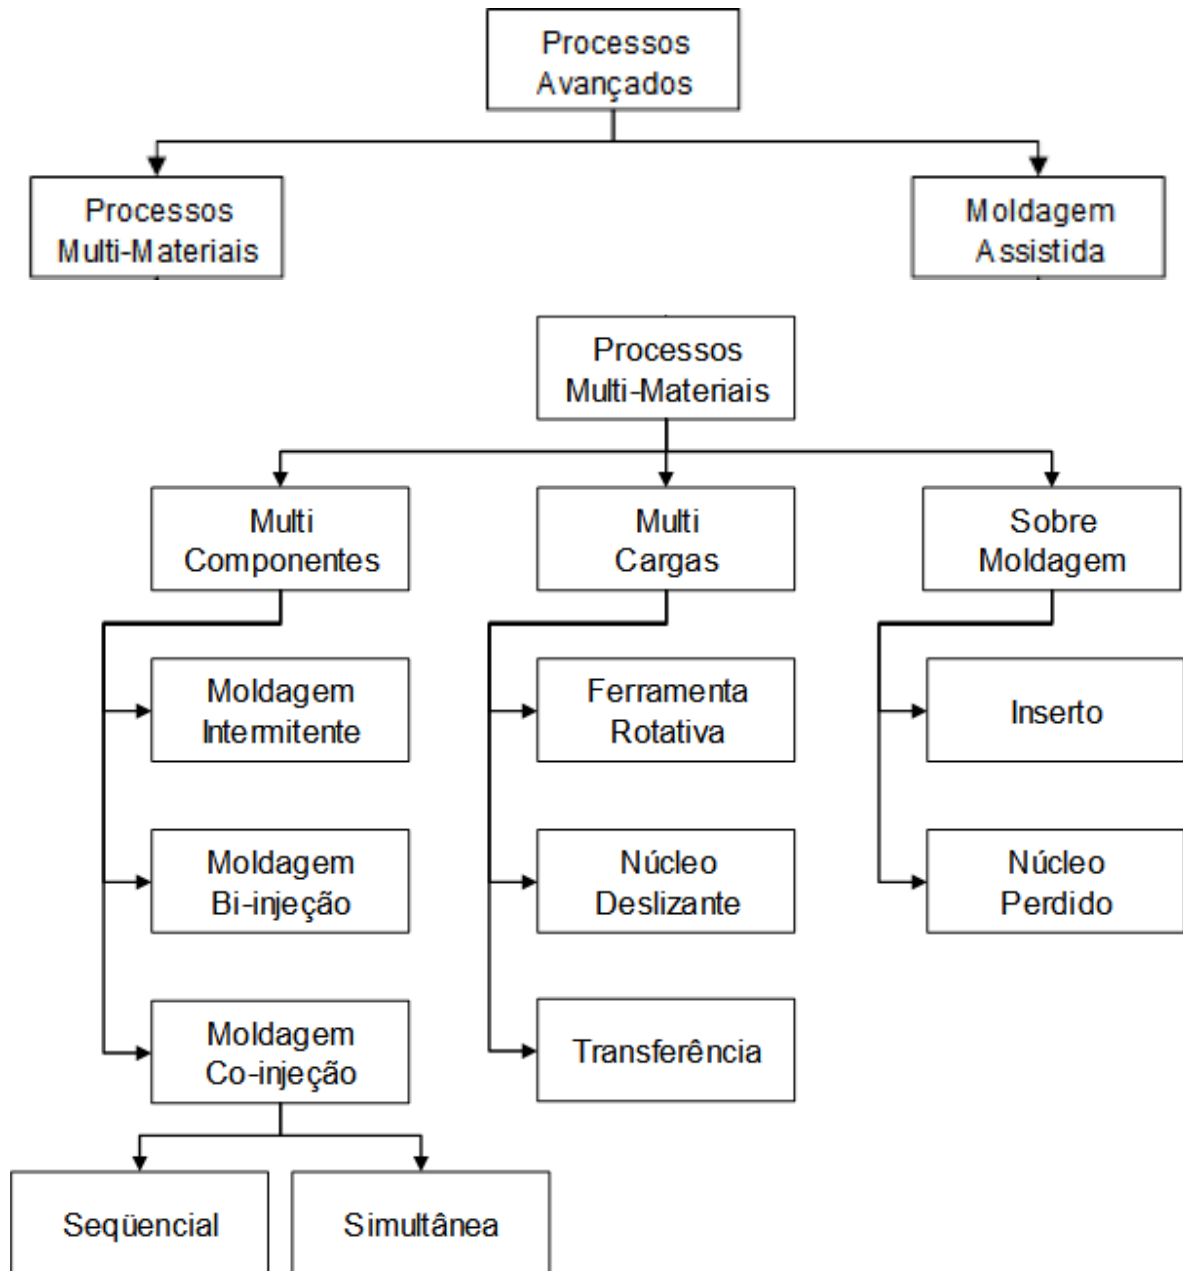 Processos
Avançados
Processos
Multi-Materiais
Moldagem
Assistida
Processos
Multi-Materiais
Multi
Componentes
Multi
Cargas
Sobre
Moldagem
Moldagem
Intermitente
Ferramenta
Rotativa
Inserto
Moldagem
Bi-injeção
Núcleo
Deslizante
Núcleo
Perdido
Moldagem
Co-injeção
Transferência
Seqüencial
Simultânea